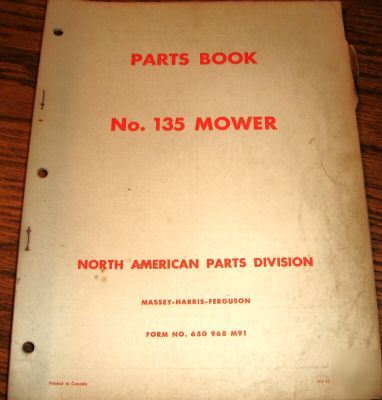 PARTS BOOK
No. 135 MOWER
NORTH AMERICAN PARTS DIVISION
MASSEY-HARRIS-FERGUSON
FORM NO. 650 968 M91
Printed in Canada